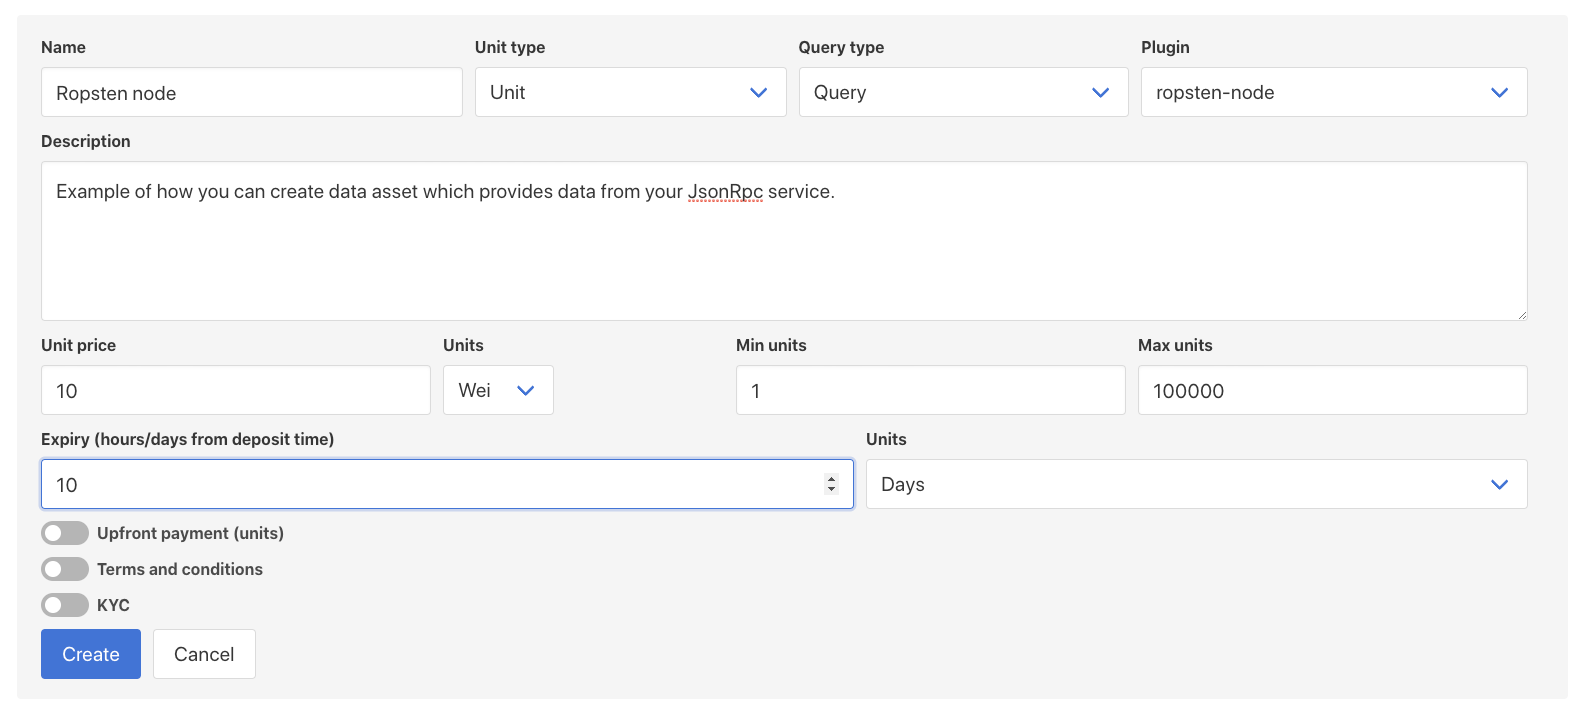 Name Unit type Query type Plugin
Ropsten node Unit Query ropsten-node
Description
Example of how you can create data asset which provides data from your JsonRpc service.
Unit price Units Min units Max units
10 Wei 1 100000
Expiry (hours/days from deposit time) Units
10 Days
Upfront payment (units)
Terms and conditions
KYC
Create Cancel